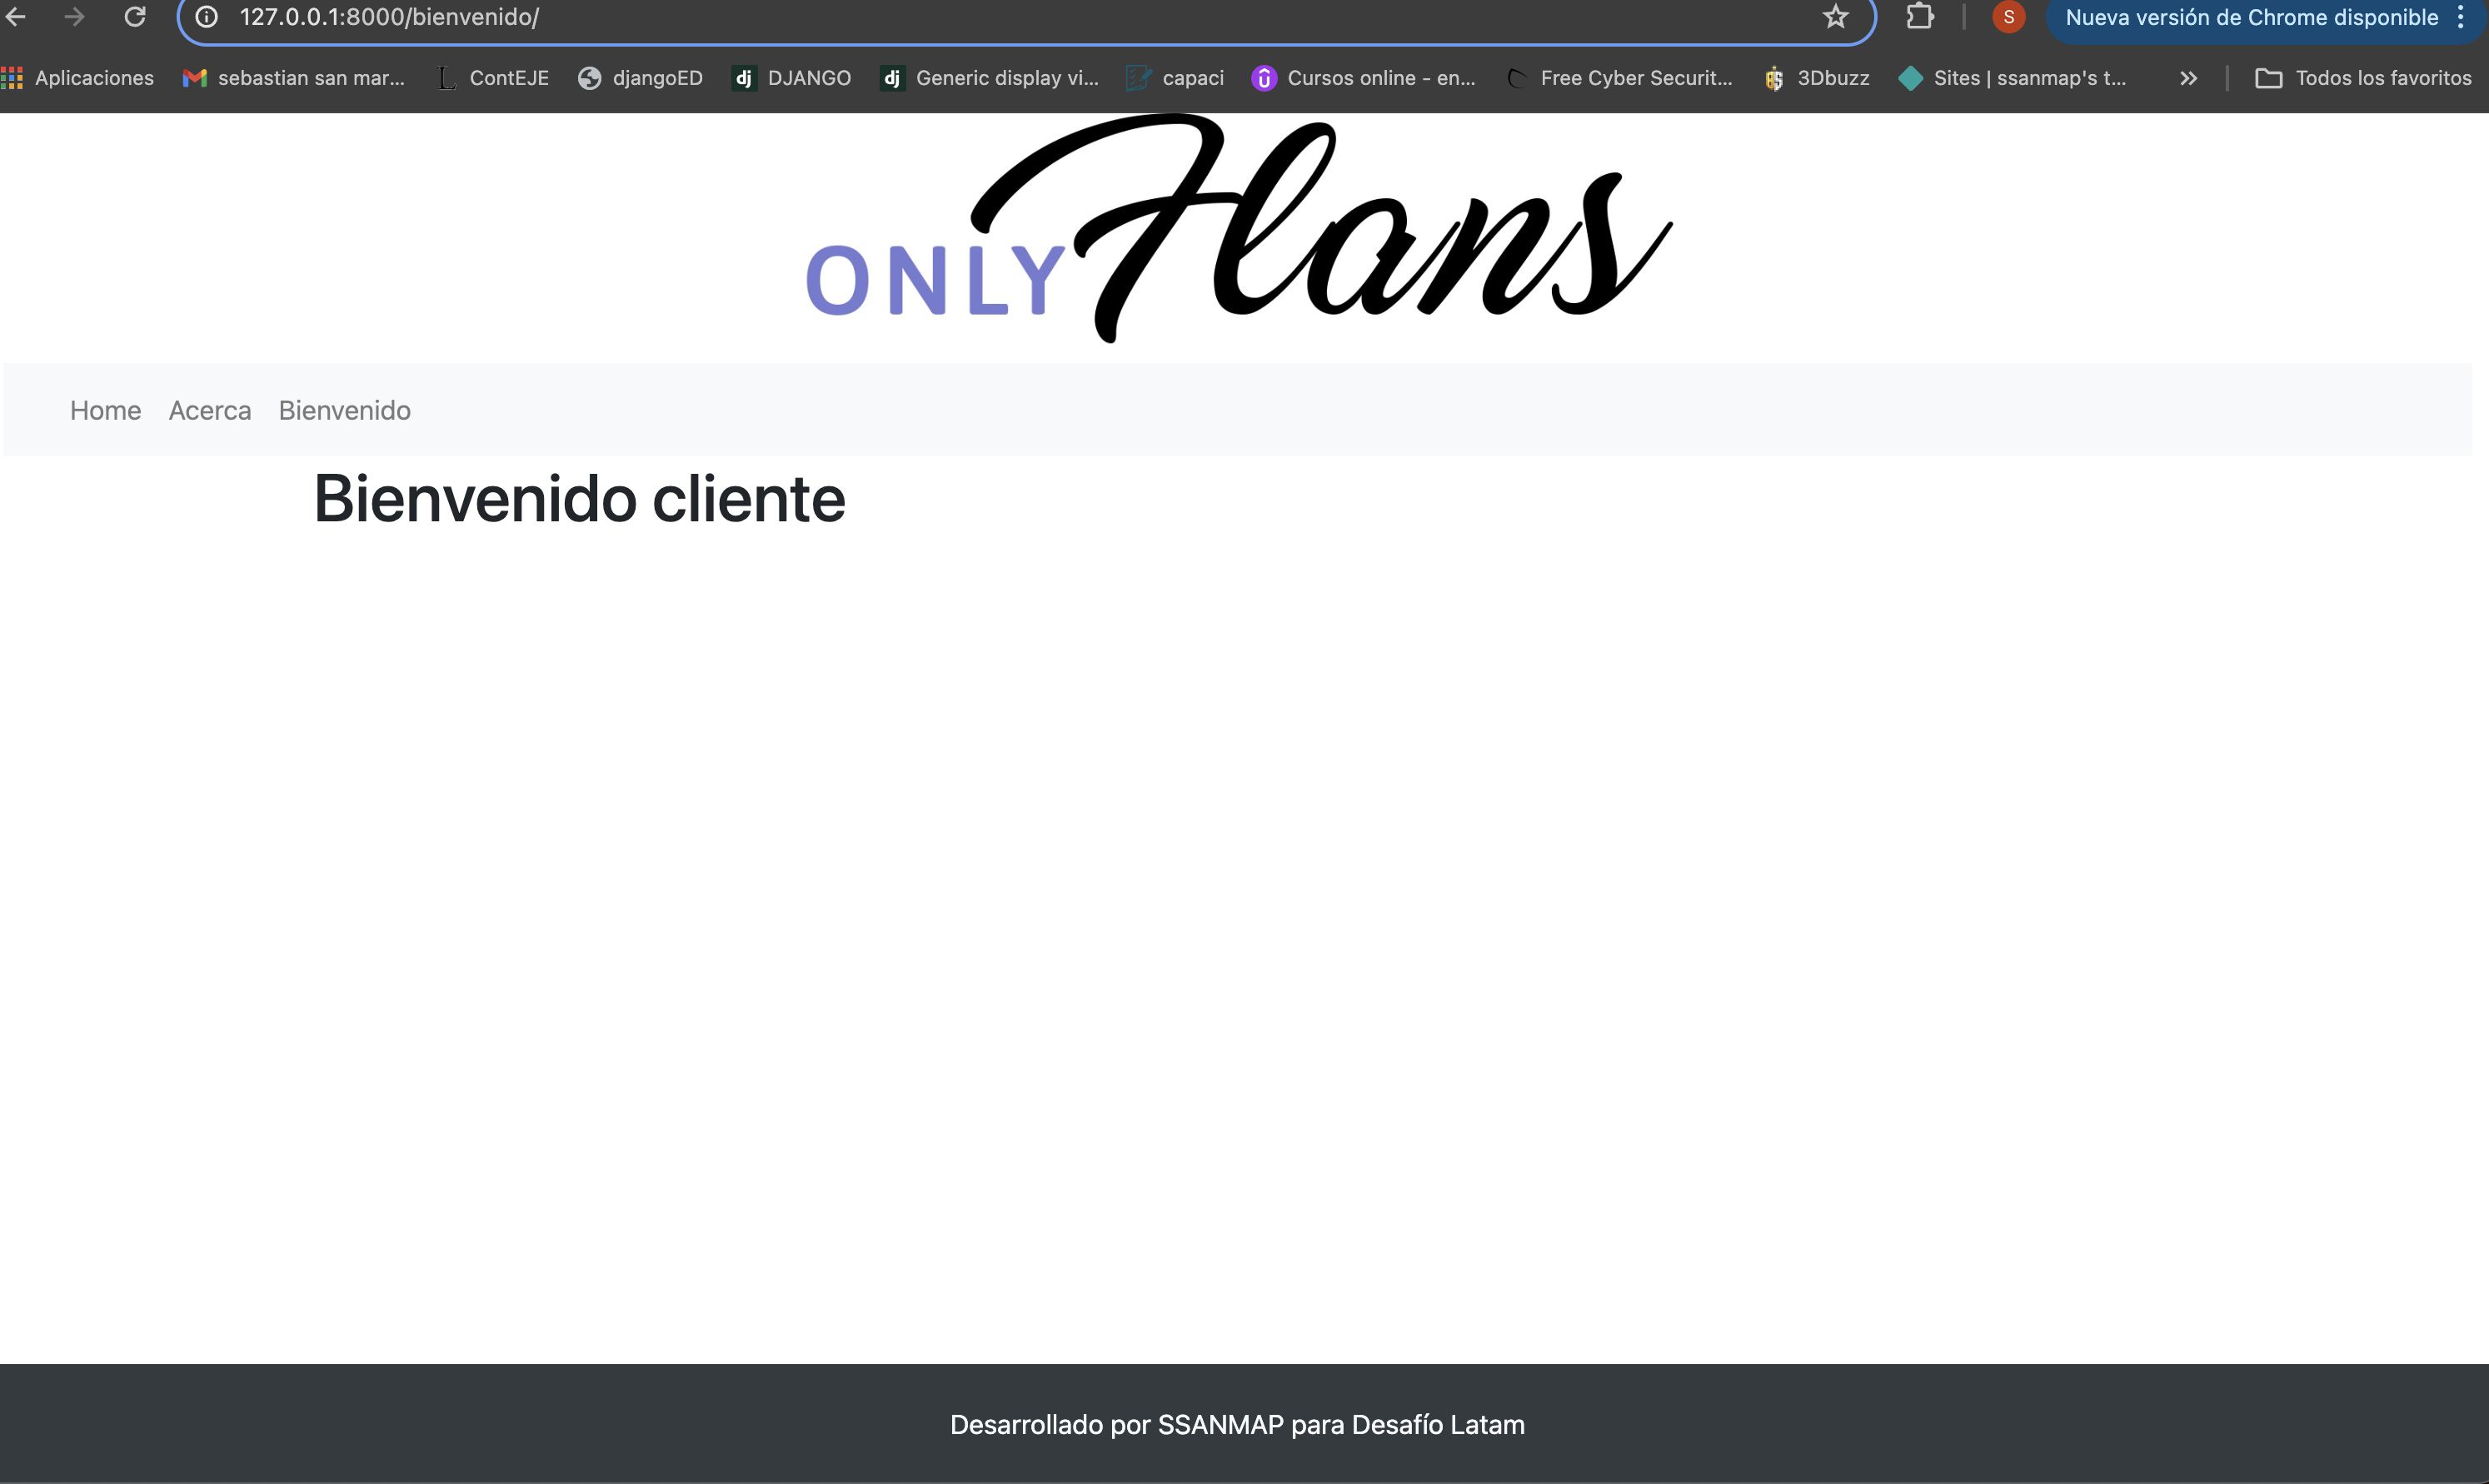 127.0.0.1:8000/bienvenido/
S
Nueva versión de Chrome disponible
Aplicaciones
sebastian san mar...
L
ContEJE
djangoED
dj
DJANGO
dj
Generic display vi...
capaci
û
Cursos online - en...
Free Cyber Securit...
3Dbuzz
Sites | ssanmap's t...
»
Todos los favoritos
ONLY Flans
Home Acerca Bienvenido
Bienvenido cliente
Desarrollado por SSANMAP para Desafío Latam